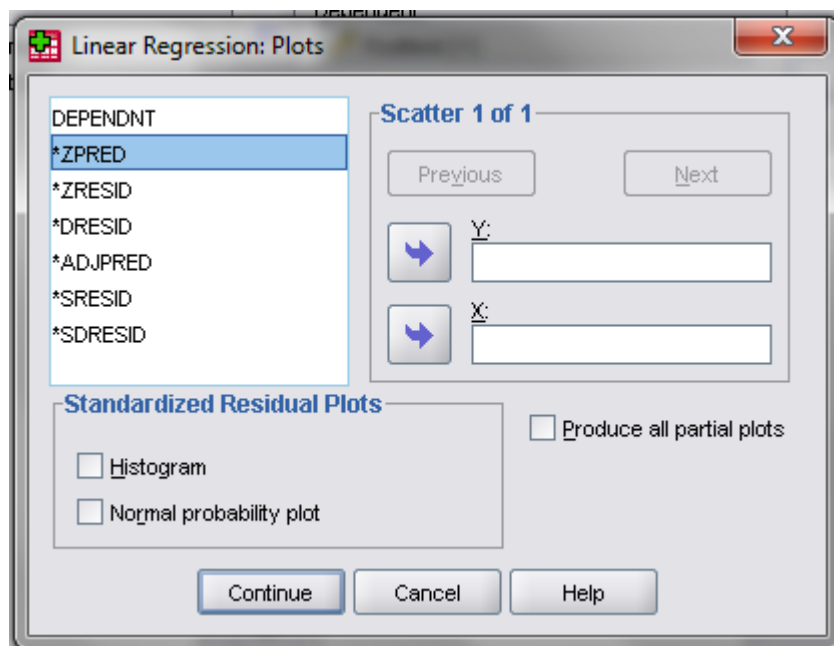 Dependent
Linear Regression: Plots
DEPENDNT
*ZPRED
*ZRESID
*DRESID
*ADJPRED
*SRESID
*SDRESID
Scatter 1 of 1
Previous
Next
Y:
X:
Standardized Residual Plots
Histogram
Normal probability plot
Produce all partial plots
Continue
Cancel
Help